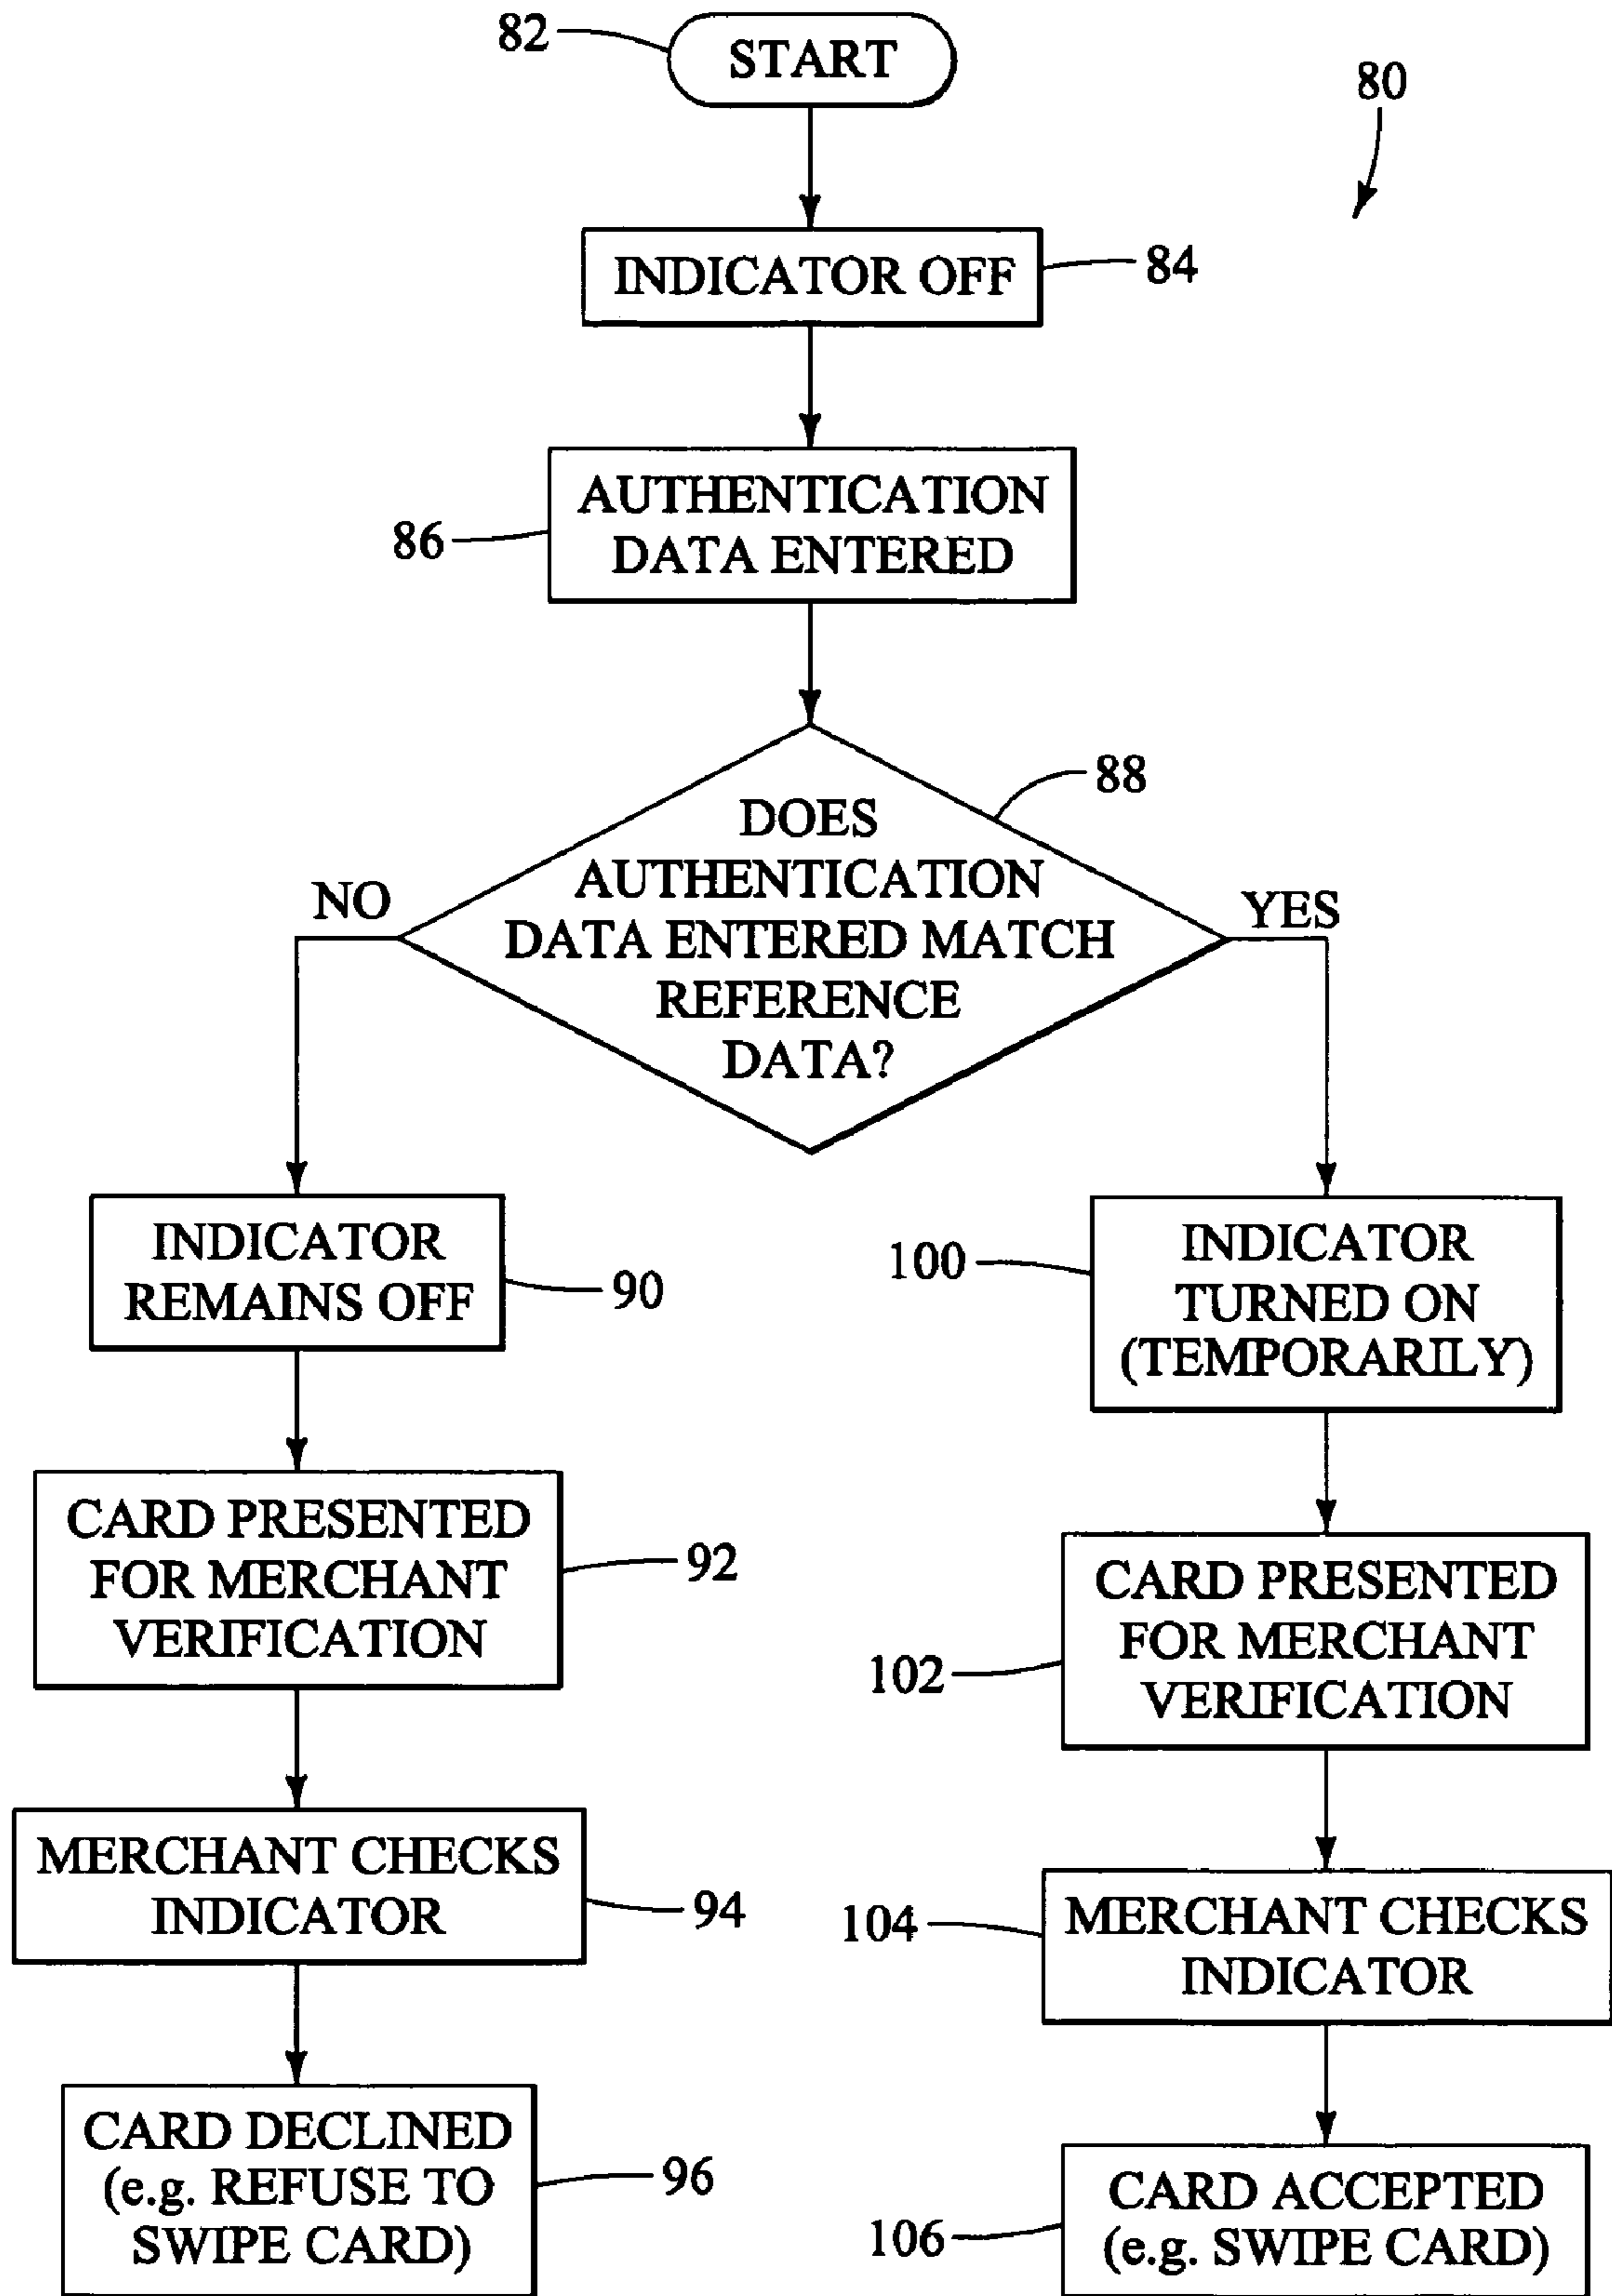 82
START
80
INDICATOR OFF
84
AUTHENTICATION
DATA ENTERED
86
88
DOES
AUTHENTICATION
DATA ENTERED MATCH
REFERENCE
DATA?
NO
YES
INDICATOR
REMAINS OFF
90
CARD PRESENTED
FOR MERCHANT
VERIFICATION
92
MERCHANT CHECKS
INDICATOR
94
CARD DECLINED
(e.g. REFUSE TO
SWIPE CARD)
96
100
INDICATOR
TURNED ON
(TEMPORARILY)
CARD PRESENTED
FOR MERCHANT
VERIFICATION
102
104
MERCHANT CHECKS
INDICATOR
CARD ACCEPTED
(e.g. SWIPE CARD)
106